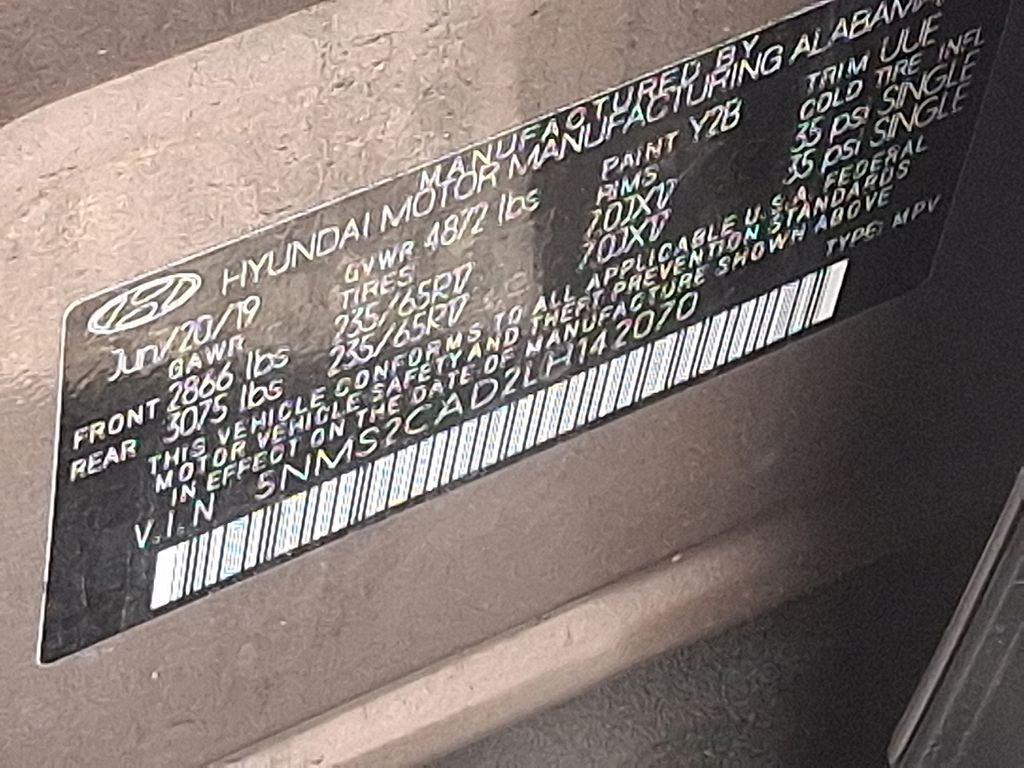 MANUFACTURED BY
HYUNDAI MOTOR MANUFACTURING ALABAMA
Jun/20/19 GVWR 4872 lbs PAINT Y2B TRIM UUE
GAWR TIRES RIMS COLD TIRE INFL
FRONT 2866 lbs 235/65R17 7.0JX17 35 psi SINGLE
REAR 3075 lbs 235/65R17 7.0JX17 35 psi SINGLE
THIS VEHICLE CONFORMS TO ALL APPLICABLE U.S.A. FEDERAL
MOTOR VEHICLE SAFETY AND THEFT PREVENTION STANDARDS
IN EFFECT ON THE DATE OF MANUFACTURE SHOWN ABOVE
V.I.N 5NMS2CAD2LH142070 TYPE: MPV